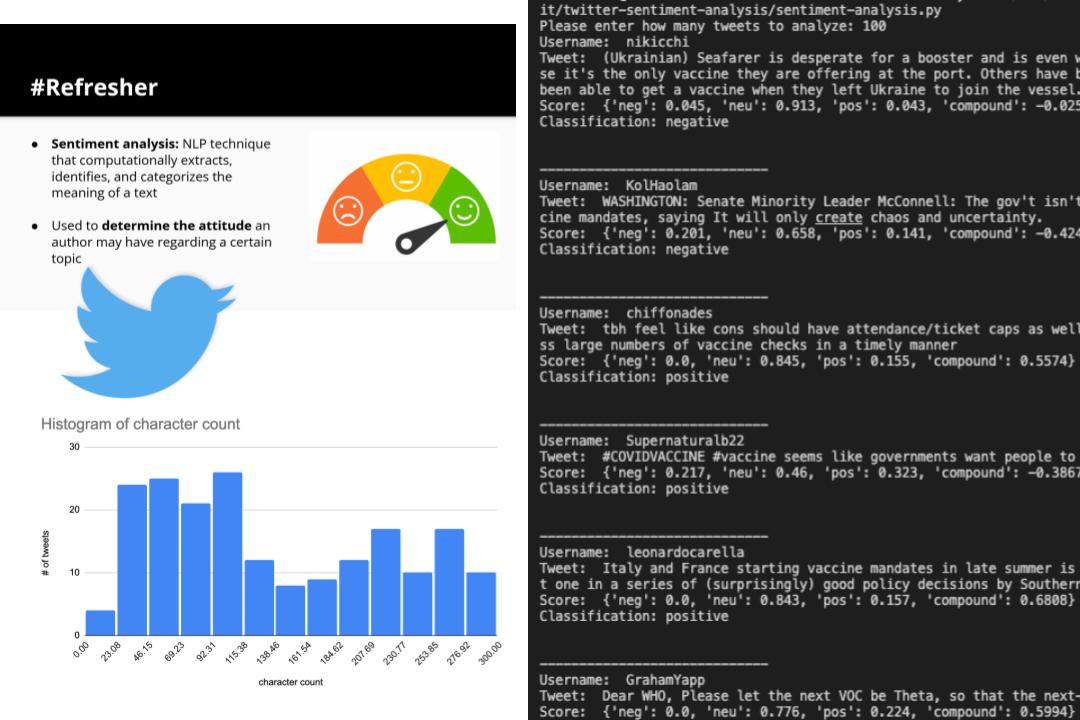 #Refresher
● Sentiment analysis: NLP technique
that computationally extracts,
identifies, and categorizes the
meaning of a text
● Used to determine the attitude an
author may have regarding a certain
topic
Histogram of character count
30
20
10
0
# of tweets
0.00
23.08
46.15
69.23
92.31
115.38
138.46
161.54
184.62
207.69
230.77
253.85
276.92
300.00
character count
it/twitter-sentiment-analysis/sentiment-analysis.py
Please enter how many tweets to analyze: 100
Username:  nikicchi
Tweet:  (Ukrainian) Seafarer is desperate for a booster and is even
se it's the only vaccine they are offering at the port. Others have
been able to get a vaccine when they left Ukraine to join the vessel.
Score:  {'neg': 0.045, 'neu': 0.913, 'pos': 0.043, 'compound': -0.025
Classification: negative
_____________________________
Username:  KolHaolam
Tweet:  WASHINGTON: Senate Minority Leader McConnell: The gov't isn't
cine mandates, saying It will only create chaos and uncertainty.
Score:  {'neg': 0.201, 'neu': 0.658, 'pos': 0.141, 'compound': -0.424
Classification: negative
_____________________________
Username:  chiffonades
Tweet:  tbh feel like cons should have attendance/ticket caps as well
ss large numbers of vaccine checks in a timely manner
Score:  {'neg': 0.0, 'neu': 0.845, 'pos': 0.155, 'compound': 0.5574}
Classification: positive
_____________________________
Username:  Supernaturalb22
Tweet:  #COVIDVACCINE #vaccine seems like governments want people to
Score:  {'neg': 0.217, 'neu': 0.46, 'pos': 0.323, 'compound': -0.3867
Classification: positive
_____________________________
Username:  leonardocarella
Tweet:  Italy and France starting vaccine mandates in late summer is
t one in a series of (surprisingly) good policy decisions by Southern
Score:  {'neg': 0.0, 'neu': 0.843, 'pos': 0.157, 'compound': 0.6808}
Classification: positive
_____________________________
Username:  GrahamYapp
Tweet:  Dear WHO, Please let the next VOC be Theta, so that the next-
Score:  {'neg': 0.0, 'neu': 0.776, 'pos': 0.224, 'compound': 0.5994}